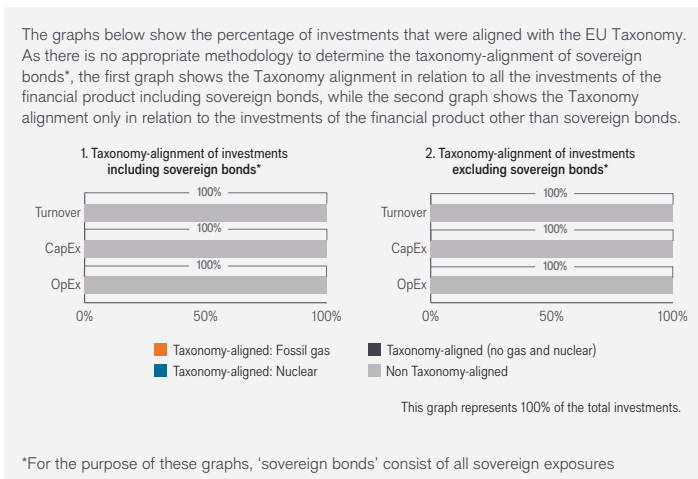 The graphs below show the percentage of investments that were aligned with the EU Taxonomy.
As there is no appropriate methodology to determine the taxonomy-alignment of sovereign
bonds*, the first graph shows the Taxonomy alignment in relation to all the investments of the
financial product including sovereign bonds, while the second graph shows the Taxonomy
alignment only in relation to the investments of the financial product other than sovereign bonds.
1. Taxonomy-alignment of investments
including sovereign bonds*
100%
Turnover
100%
CapEx
100%
OpEx
0% 50% 100%
2. Taxonomy-alignment of investments
excluding sovereign bonds*
100%
Turnover
100%
CapEx
100%
OpEx
0% 50% 100%
Taxonomy-aligned: Fossil gas
Taxonomy-aligned: Nuclear
Taxonomy-aligned (no gas and nuclear)
Non Taxonomy-aligned
This graph represents 100% of the total investments.
*For the purpose of these graphs, ‘sovereign bonds’ consist of all sovereign exposures